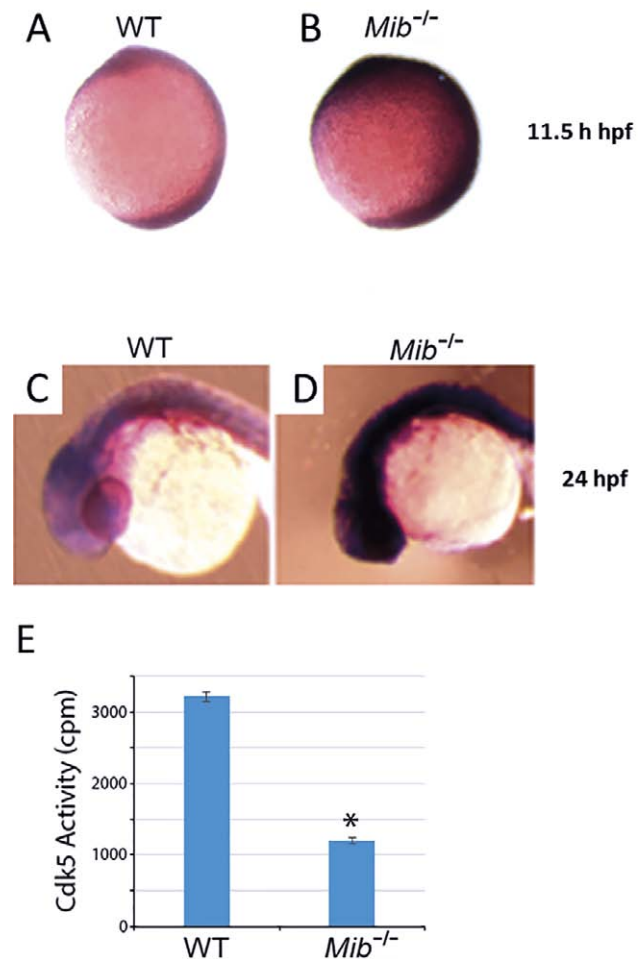 A WT B Mib−/−
11.5 h hpf
WT Mib−/−
C D
24 hpf
E
Cdk5 Activity (cpm)
3000
2000
1000
0
*
WT Mib−/−